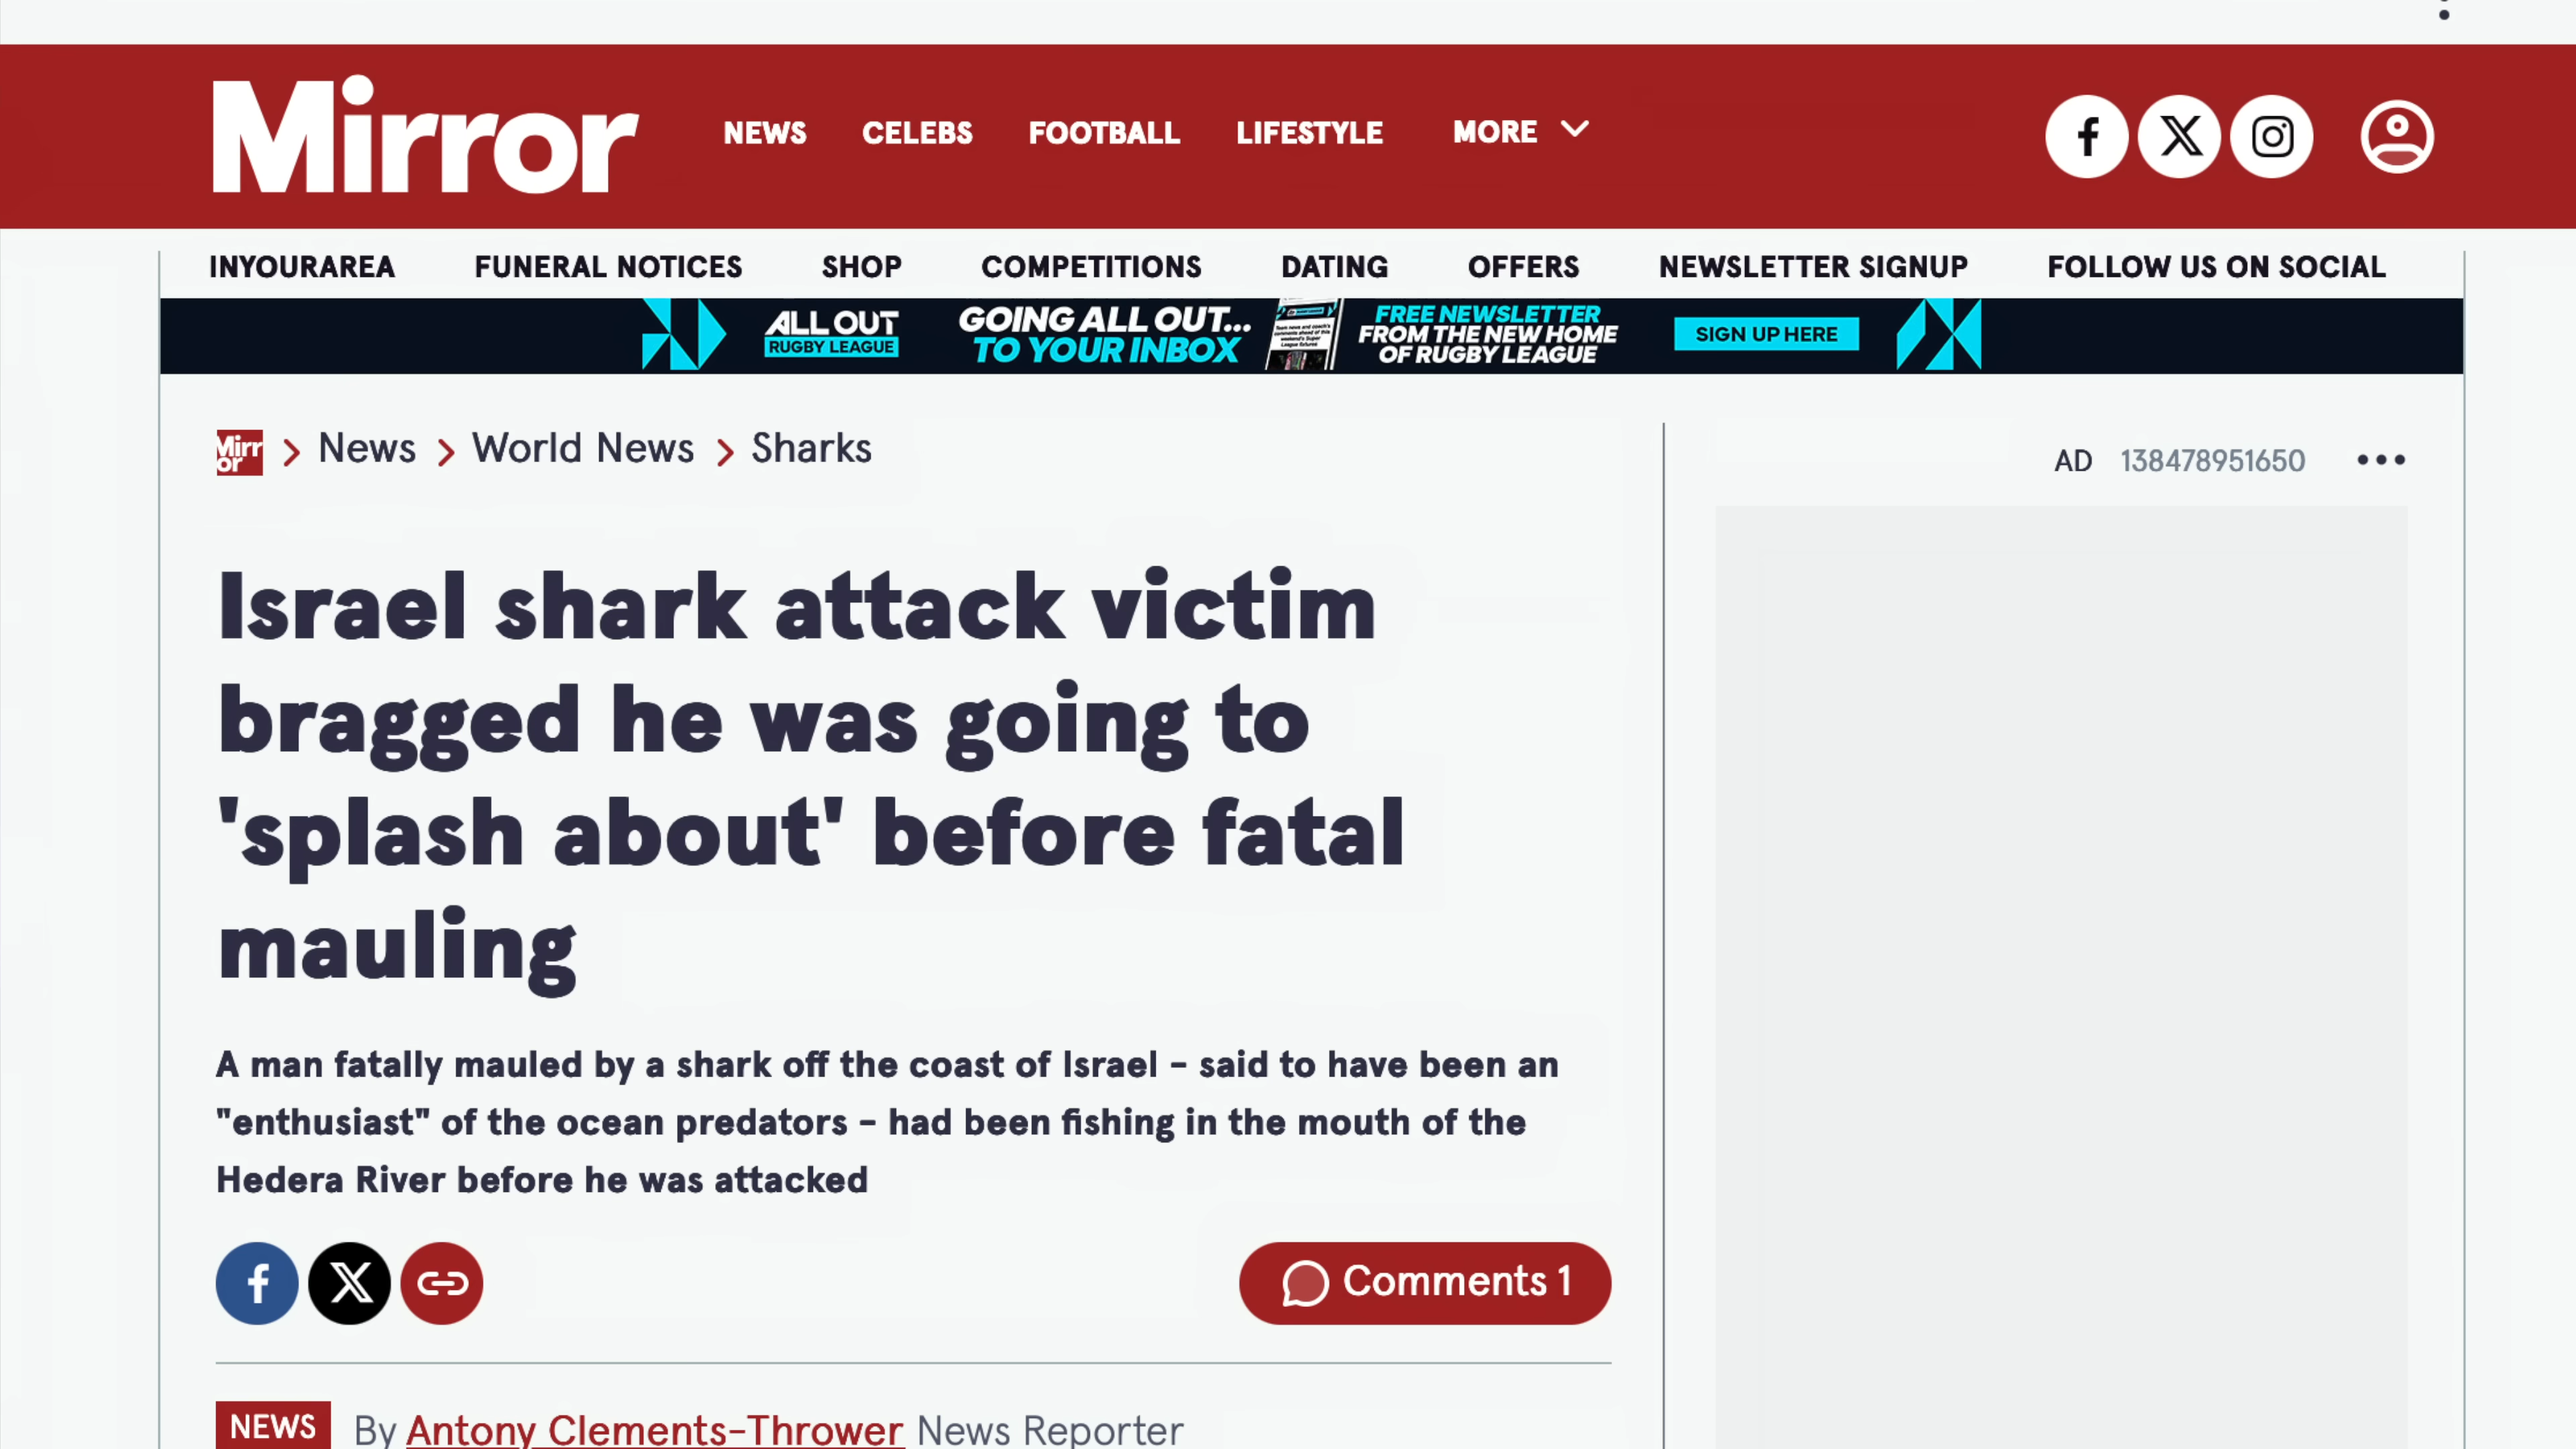 Mirror
NEWS CELEBS FOOTBALL LIFESTYLE MORE
INYOURAREA FUNERAL NOTICES SHOP COMPETITIONS DATING OFFERS NEWSLETTER SIGNUP FOLLOW US ON SOCIAL
ALL OUT
RUGBY LEAGUE
GOING ALL OUT...
TO YOUR INBOX
FREE NEWSLETTER
FROM THE NEW HOME
OF RUGBY LEAGUE
SIGN UP HERE
Mirror > News > World News > Sharks
AD 138478951650
Israel shark attack victim
bragged he was going to
'splash about' before fatal
mauling
A man fatally mauled by a shark off the coast of Israel – said to have been an
"enthusiast" of the ocean predators – had been fishing in the mouth of the
Hedera River before he was attacked
Comments 1
NEWS By Antony Clements-Thrower News Reporter